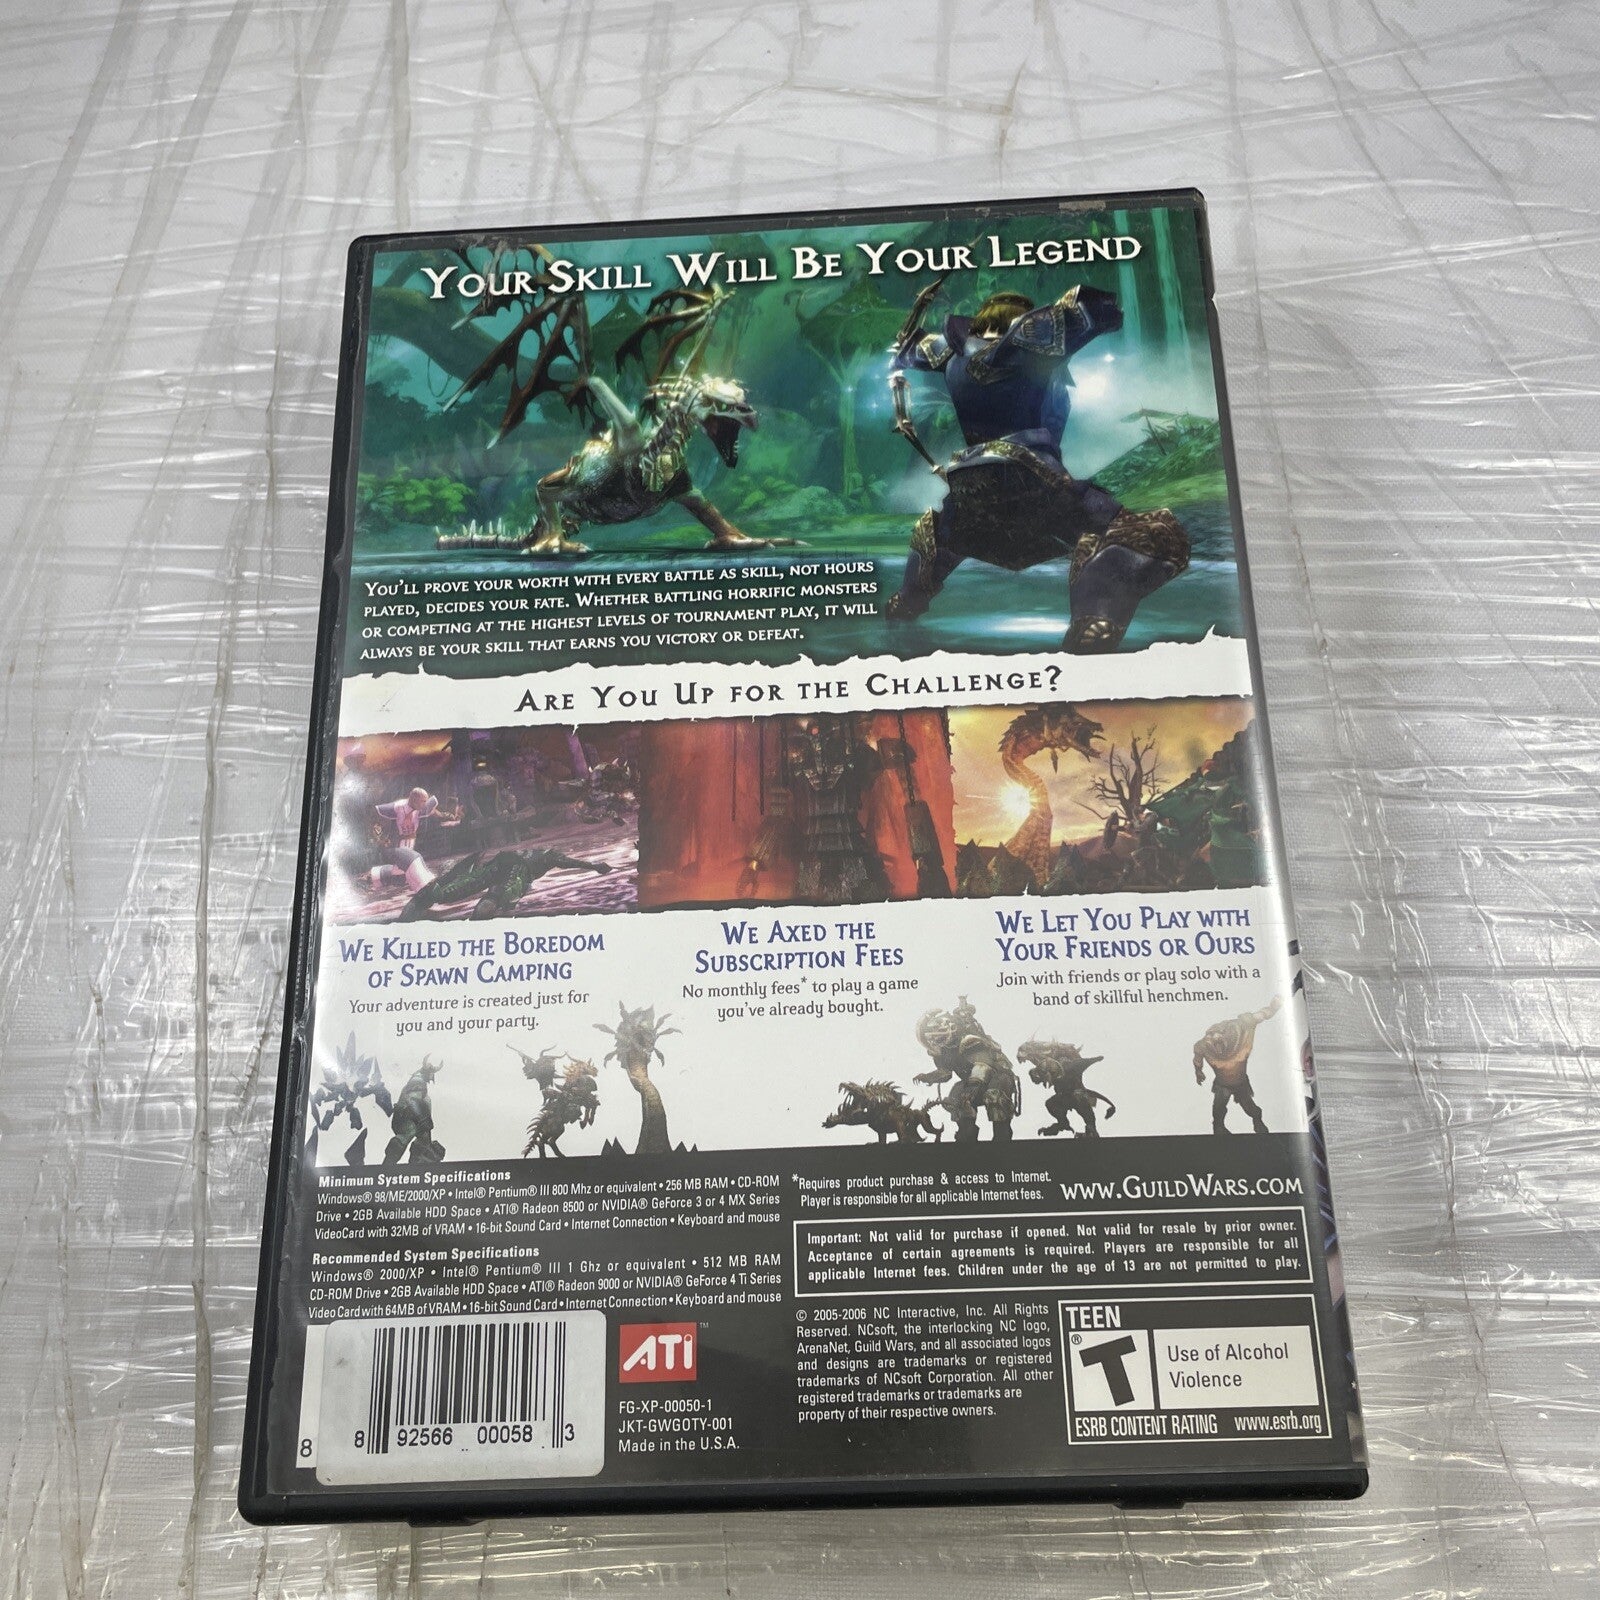 YOUR SKILL WILL BE YOUR LEGEND
YOU'LL PROVE YOUR WORTH WITH EVERY BATTLE AS SKILL, NOT HOURS
PLAYED, DECIDES YOUR FATE. WHETHER BATTLING HORRIFIC MONSTERS
OR COMPETING AT THE HIGHEST LEVELS OF TOURNAMENT PLAY, IT WILL
ALWAYS BE YOUR SKILL THAT EARNS YOU VICTORY OR DEFEAT.
ARE YOU UP FOR THE CHALLENGE?
WE KILLED THE BOREDOM
OF SPAWN CAMPING
Your adventure is created just for
you and your party.
WE AXED THE
SUBSCRIPTION FEES
No monthly fees* to play a game
you've already bought.
WE LET YOU PLAY WITH
YOUR FRIENDS OR OURS
Join with friends or play solo with a
band of skillful henchmen.
Minimum System Specifications
Windows® 98/ME/2000/XP • Intel® Pentium® III 800 Mhz or equivalent • 256 MB RAM • CD-ROM
Drive • 2GB Available HDD Space • ATI® Radeon 8500 or NVIDIA® GeForce 3 or 4 MX Series
VideoCard with 32MB of VRAM • 16-bit Sound Card • Internet Connection • Keyboard and mouse
Recommended System Specifications
Windows® 2000/XP • Intel® Pentium® III 1 Ghz or equivalent • 512 MB RAM
CD-ROM Drive • 2GB Available HDD Space • ATI® Radeon 9000 or NVIDIA® GeForce 4 Ti Series
Video Card with 64MB of VRAM • 16-bit Sound Card • Internet Connection • Keyboard and mouse
*Requires product purchase & access to Internet.
Player is responsible for all applicable Internet fees.
WWW.GUILDWARS.COM
Important: Not valid for purchase if opened. Not valid for resale by prior owner.
Acceptance of certain agreements is required. Players are responsible for all
applicable Internet fees. Children under the age of 13 are not permitted to play.
8
8 92566 00058 3
ATI™
FG-XP-00050-1
JKT-GWGOTY-001
Made in the U.S.A.
© 2005-2006 NC Interactive, Inc. All Rights
Reserved. NCsoft, the interlocking NC logo,
ArenaNet, Guild Wars, and all associated logos
and designs are trademarks or registered
trademarks of NCsoft Corporation. All other
registered trademarks or trademarks are
property of their respective owners.
TEEN
T®
Use of Alcohol
Violence
ESRB CONTENT RATING www.esrb.org